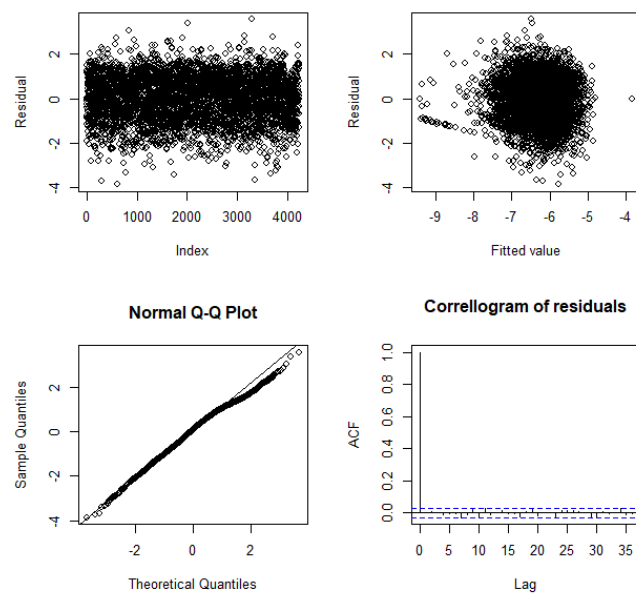 Residual
2
0
-2
-4
0 1000 2000 3000 4000
Index
Residual
2
0
-2
-4
-9 -8 -7 -6 -5 -4
Fitted value
Normal Q-Q Plot
Sample Quantiles
2
0
-2
-4
-2 0 2
Theoretical Quantiles
Correllogram of residuals
ACF
1.0
0.8
0.6
0.4
0.2
0.0
0 5 10 15 20 25 30 35
Lag